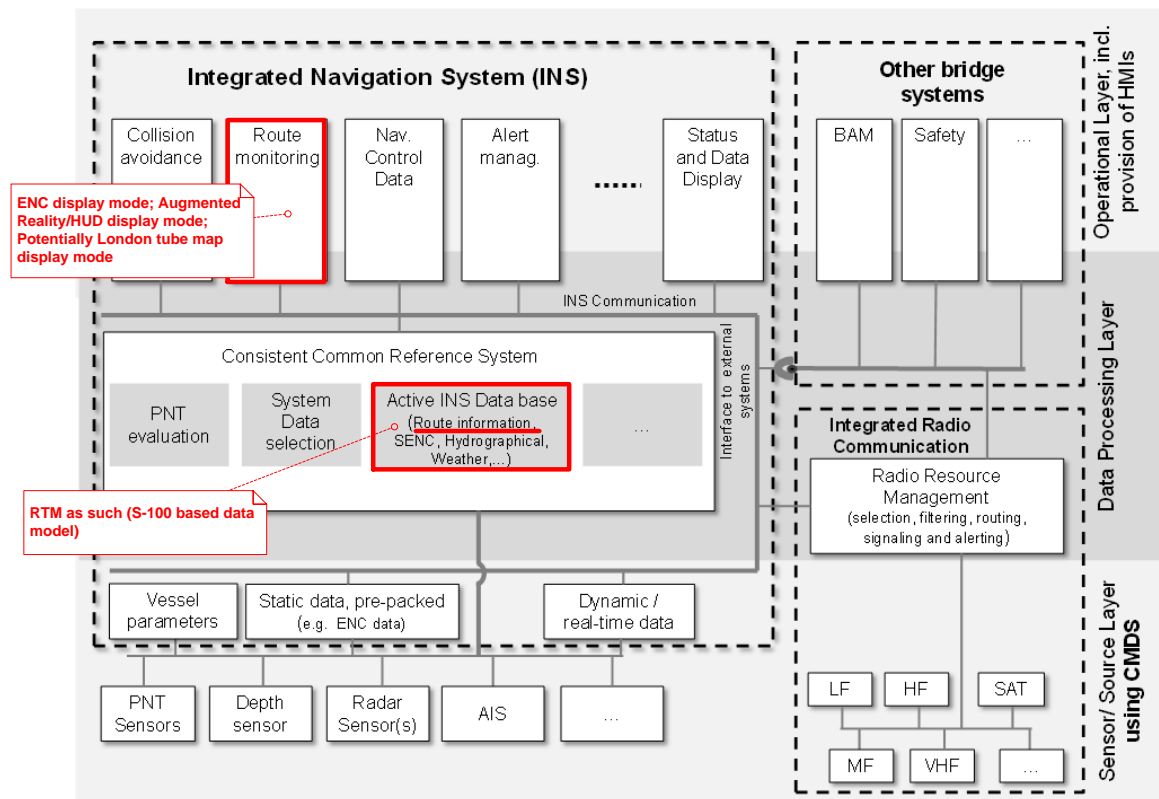 Integrated Navigation System (INS)
Other bridge
systems
Collision
avoidance
Route
monitoring
Nav.
Control
Data
Alert
manag.
......
Status
and Data
Display
BAM
Safety
...
Operational Layer, incl.
provision of HMIs
ENC display mode; Augmented
Reality/HUD display mode;
Potentially London tube map
display mode
INS Communication
Consistent Common Reference System
PNT
evaluation
System
Data
selection
Active INS Data base
(Route information,
SENC, Hydrographical,
Weather,...)
...
Interface to external
systems
Data Processing Layer
Integrated Radio
Communication
Radio Resource
Management
(selection, filtering, routing,
signaling and alerting)
RTM as such (S-100 based data
model)
Vessel
parameters
Static data, pre-packed
(e.g. ENC data)
Dynamic /
real-time data
PNT
Sensors
Depth
sensor
Radar
Sensor(s)
AIS
...
LF
HF
SAT
MF
VHF
...
Sensor/ Source Layer
using CMDS